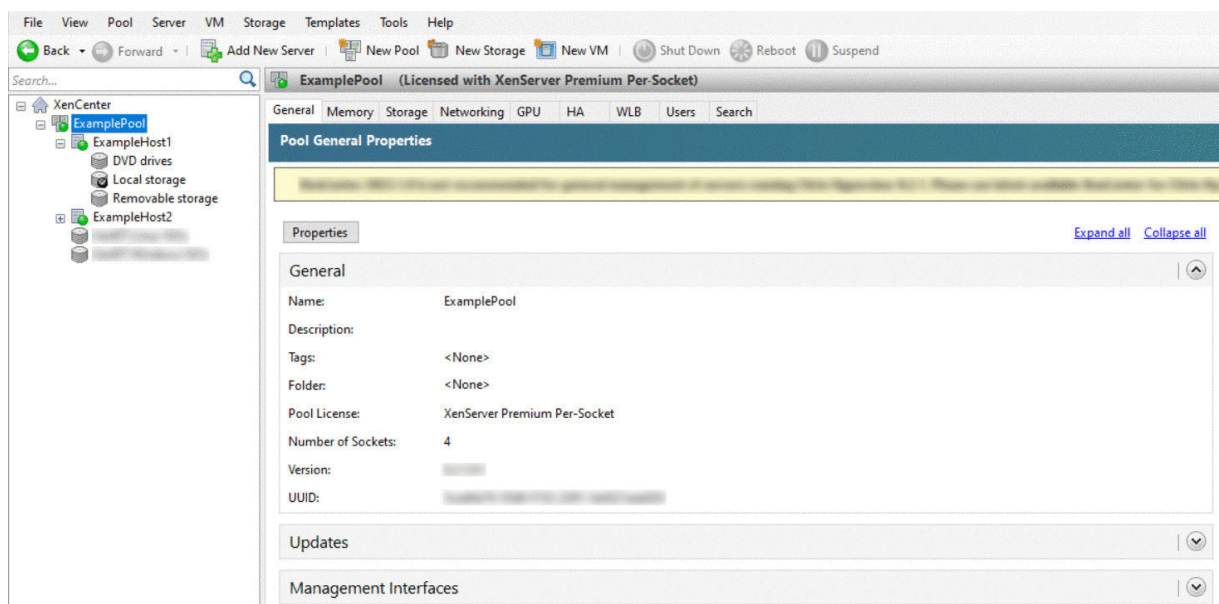 File View Pool Server VM Storage Templates Tools Help
Back Forward Add New Server New Pool New Storage New VM Shut Down Reboot Suspend
Search...
ExamplePool (Licensed with XenServer Premium Per-Socket)
XenCenter
ExamplePool
ExampleHost1
DVD drives
Local storage
Removable storage
ExampleHost2
General Memory Storage Networking GPU HA WLB Users Search
Pool General Properties
Properties Expand all Collapse all
General
Name: ExamplePool
Description:
Tags: <None>
Folder: <None>
Pool License: XenServer Premium Per-Socket
Number of Sockets: 4
Version:
UUID:
Updates
Management Interfaces